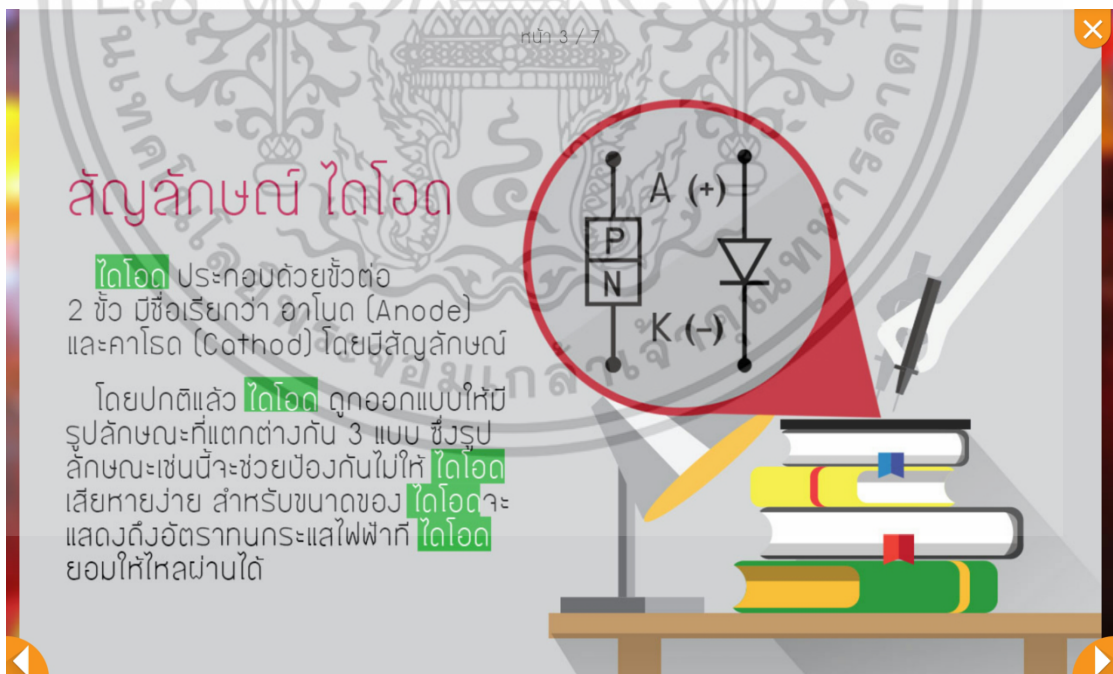 หน้า 3 / 7
สัญลักษณ์ ไดโอด
ไดโอด ประกอบด้วยขั้วต่อ
2 ขั้ว มีชื่อเรียกว่า อาโนด (Anode)
และคาโธด (Cathod) โดยมีสัญลักษณ์
โดยปกติแล้ว ไดโอด ถูกออกแบบให้มี
รูปลักษณะที่แตกต่างกัน 3 แบบ ซึ่งรูป
ลักษณะเช่นนี้จะช่วยป้องกันไม่ให้ ไดโอด
เสียหายง่าย สำหรับขนาดของ ไดโอดจะ
แสดงถึงอัตราทนกระแสไฟฟ้าที่ ไดโอด
ยอมให้ไหลผ่านได้
A (+)
P
N
K (-)